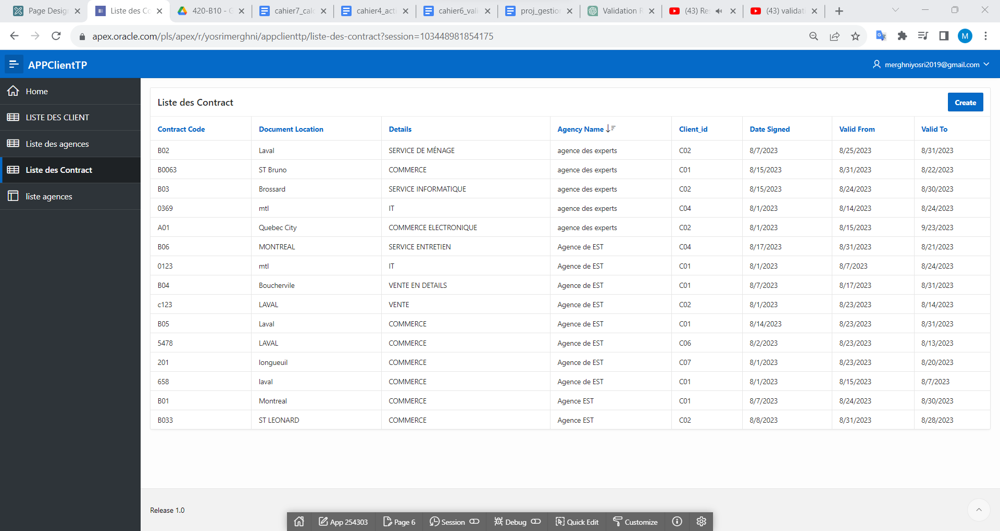 Page Desig
Liste des Co
420-B10 - G
cahier7_calc
cahier4_acti
cahier6_vali
proj_gestion
Validation R
(43) Re
(43) validati
apex.oracle.com/pls/apex/r/yosrimerghni/appclienttp/liste-des-contract?session=103448981854175
M
APPClientTP
merghniyosri2019@gmail.com
Home
LISTE DES CLIENT
Liste des agences
Liste des Contract
liste agences
Liste des Contract
Create
Contract Code Document Location Details Agency Name Client_id Date Signed Valid From Valid To
B02 Laval SERVICE DE MÉNAGE agence des experts C02 8/7/2023 8/25/2023 8/31/2023
B0063 ST Bruno COMMERCE agence des experts C01 8/15/2023 8/31/2023 8/22/2023
B03 Brossard SERVICE INFORMATIQUE agence des experts C02 8/15/2023 8/24/2023 8/30/2023
0369 mtl IT agence des experts C04 8/1/2023 8/14/2023 8/24/2023
A01 Quebec City COMMERCE ELECTRONIQUE agence des experts C02 8/1/2023 8/15/2023 9/23/2023
B06 MONTREAL SERVICE ENTRETIEN Agence de EST C04 8/17/2023 8/31/2023 8/21/2023
0123 mtl IT Agence de EST C01 8/1/2023 8/7/2023 8/24/2023
B04 Bouchervile VENTE EN DETAILS Agence de EST C01 8/7/2023 8/17/2023 8/31/2023
c123 LAVAL VENTE Agence de EST C02 8/1/2023 8/23/2023 8/14/2023
B05 Laval COMMERCE Agence de EST C01 8/14/2023 8/23/2023 8/31/2023
5478 LAVAL COMMERCE Agence de EST C06 8/2/2023 8/23/2023 8/13/2023
201 longueuil COMMERCE Agence de EST C07 8/1/2023 8/23/2023 8/20/2023
658 laval COMMERCE Agence de EST C01 8/1/2023 8/15/2023 8/7/2023
B01 Montreal COMMERCE Agence EST C01 8/7/2023 8/24/2023 8/30/2023
B033 ST LEONARD COMMERCE Agence EST C02 8/8/2023 8/31/2023 8/28/2023
Release 1.0
App 254303 Page 6 Session Debug Quick Edit Customize